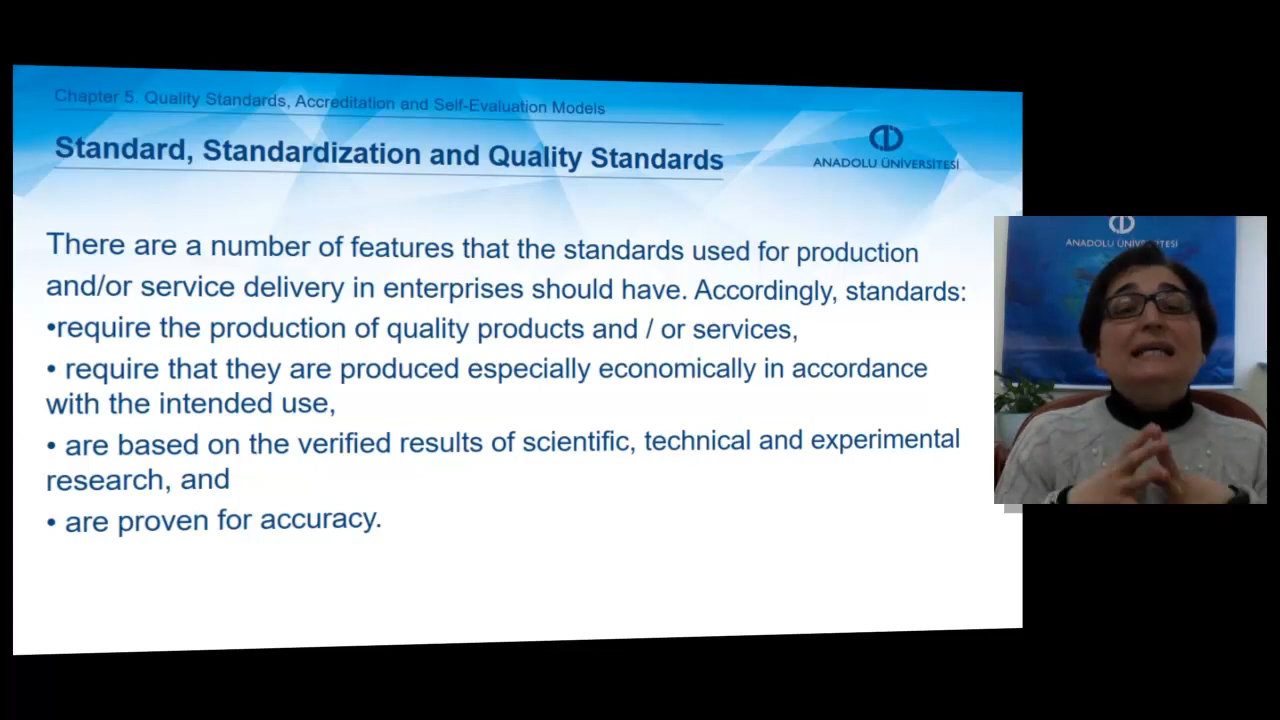 Chapter 5. Quality Standards, Accreditation and Self-Evaluation Models
Standard, Standardization and Quality Standards
ANADOLU ÜNİVERSİTESİ
There are a number of features that the standards used for production
and/or service delivery in enterprises should have. Accordingly, standards:
•require the production of quality products and / or services,
• require that they are produced especially economically in accordance
with the intended use,
• are based on the verified results of scientific, technical and experimental
research, and
• are proven for accuracy.
ANADOLU ÜNİVERSİTESİ